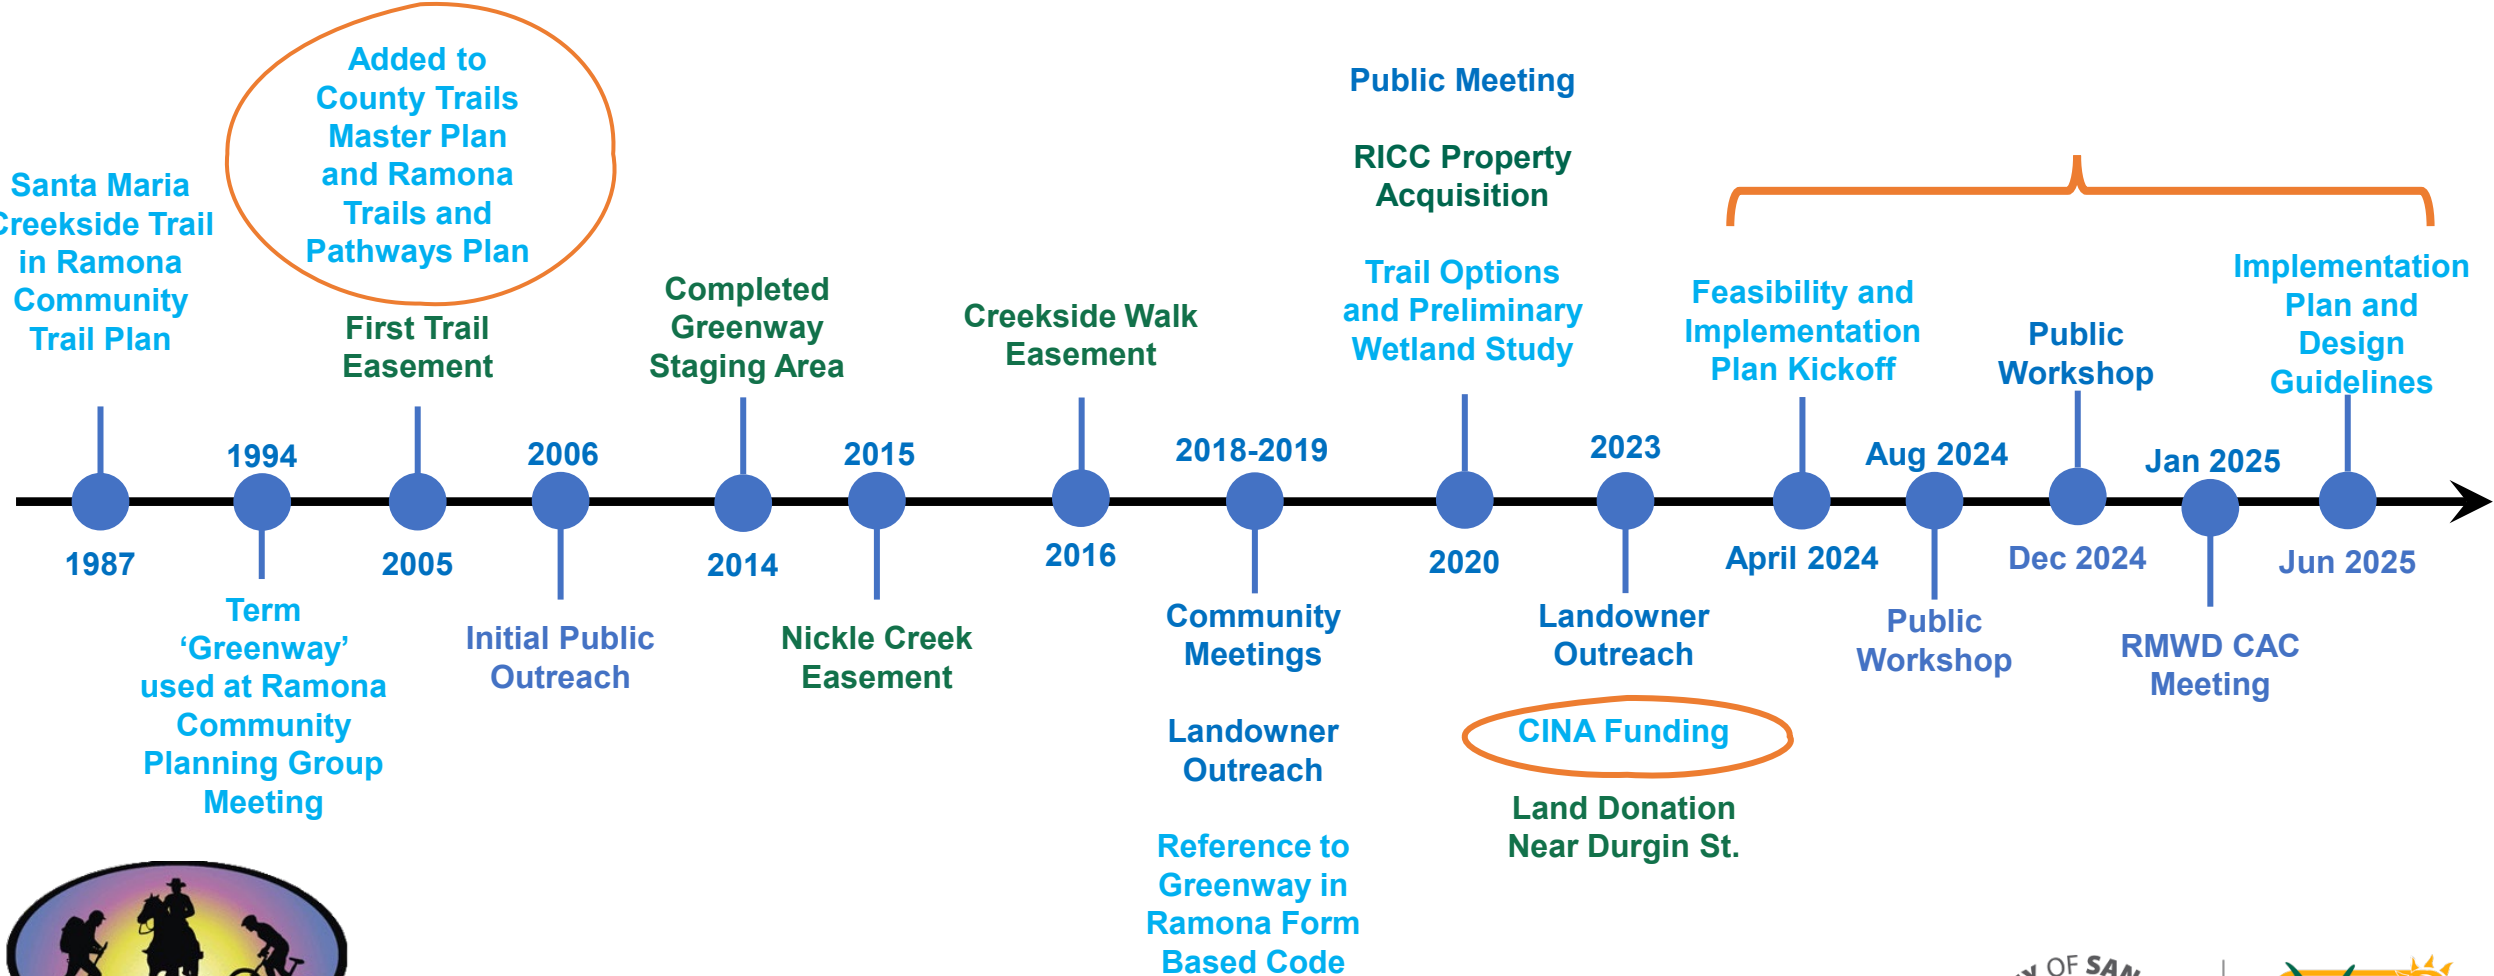 Santa Maria
Creekside Trail
in Ramona
Community
Trail Plan
1987
1994
Term
‘Greenway’
used at Ramona
Community
Planning Group
Meeting
Added to
County Trails
Master Plan
and Ramona
Trails and
Pathways Plan
First Trail
Easement
2005
2006
Initial Public
Outreach
Completed
Greenway
Staging Area
2014
2015
Nickle Creek
Easement
Creekside Walk
Easement
2016
2018-2019
Community
Meetings
Landowner
Outreach
Reference to
Greenway in
Ramona Form
Based Code
Public Meeting
RICC Property
Acquisition
Trail Options
and Preliminary
Wetland Study
2020
2023
Landowner
Outreach
CINA Funding
Land Donation
Near Durgin St.
Feasibility and
Implementation
Plan Kickoff
April 2024
Aug 2024
Public
Workshop
Public
Workshop
Dec 2024
Jan 2025
RMWD CAC
Meeting
Implementation
Plan and
Design
Guidelines
Jun 2025
OF SAN